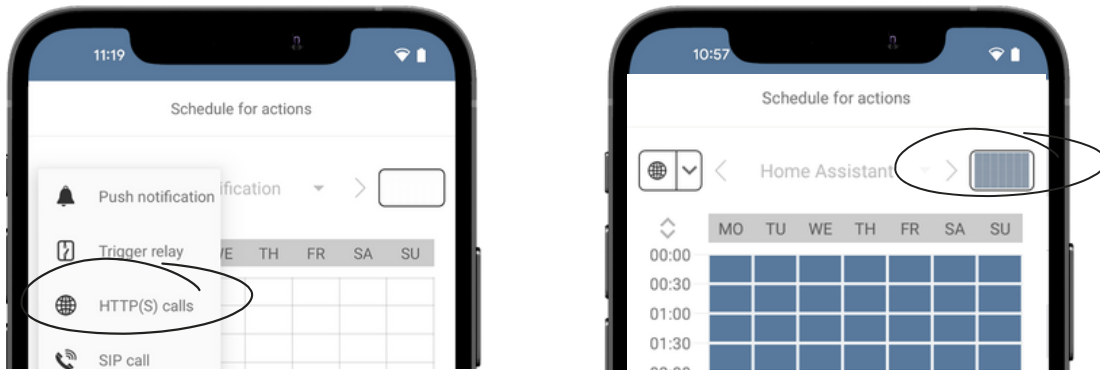 11:19
Schedule for actions
Push notification
ification
Trigger relay
TH FR SA SU
HTTP(S) calls
SIP call
10:57
Schedule for actions
Home Assistant
MO TU WE TH FR SA SU
00:00
00:30
01:00
01:30